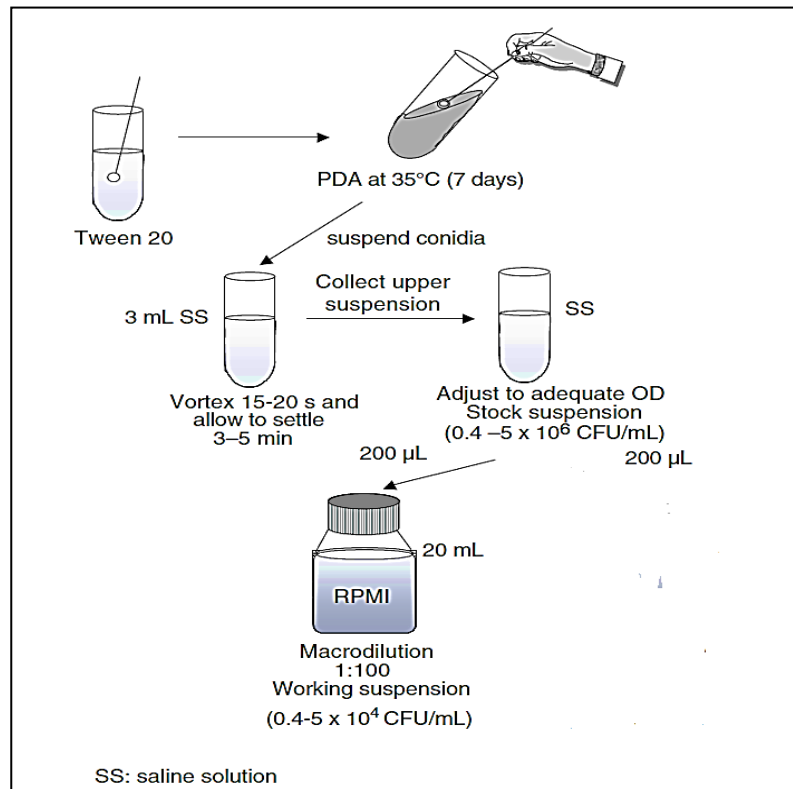 PDA at 35°C (7 days)
Tween 20
suspend conidia
3 mL SS
Collect upper
suspension
SS
Vortex 15-20 s and
allow to settle
3–5 min
Adjust to adequate OD
Stock suspension
(0.4 –5 x 10⁶ CFU/mL)
200 µL
200 µL
20 mL
RPMI
Macrodilution
1:100
Working suspension
(0.4-5 x 10⁴ CFU/mL)
SS: saline solution